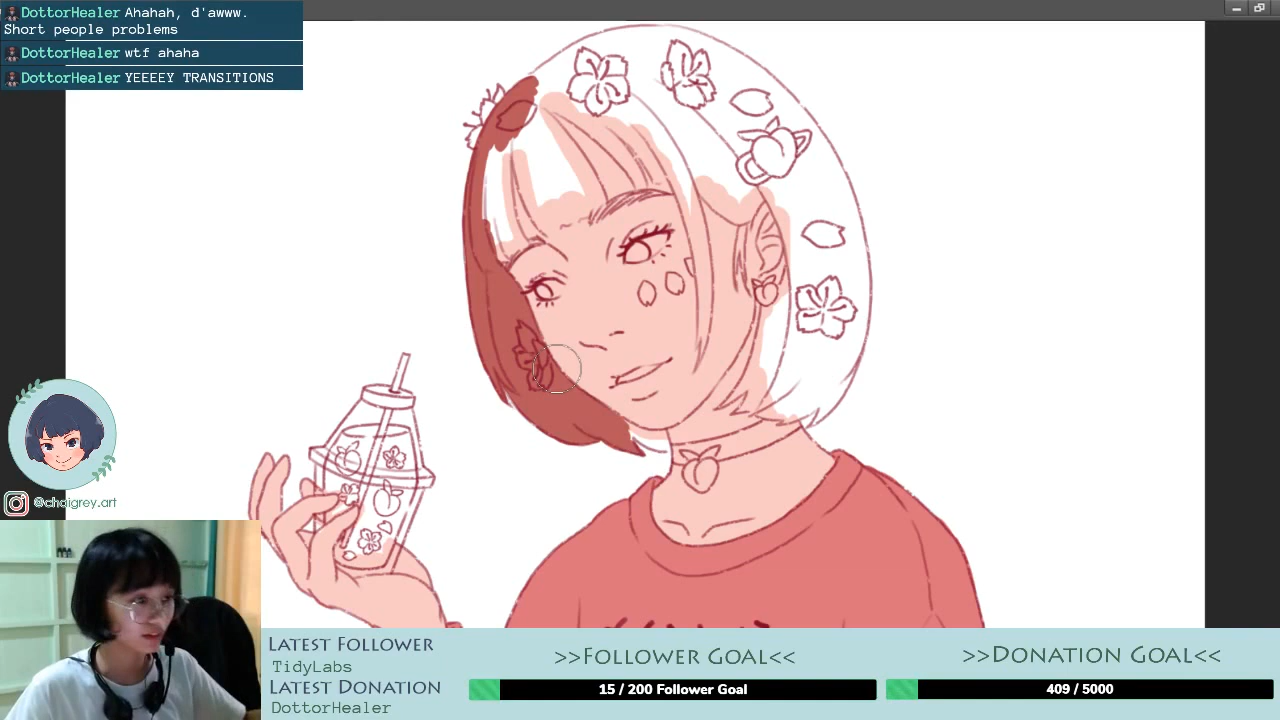 DottorHealer Ahahah, d'awww.
Short people problems
DottorHealer wtf ahaha
DottorHealer YEEEEY TRANSITIONS
@chaigrey.art
LATEST FOLLOWER
TidyLabs
LATEST DONATION
DottorHealer
>>FOLLOWER GOAL<<
15 / 200 Follower Goal
>>DONATION GOAL<<
409 / 5000